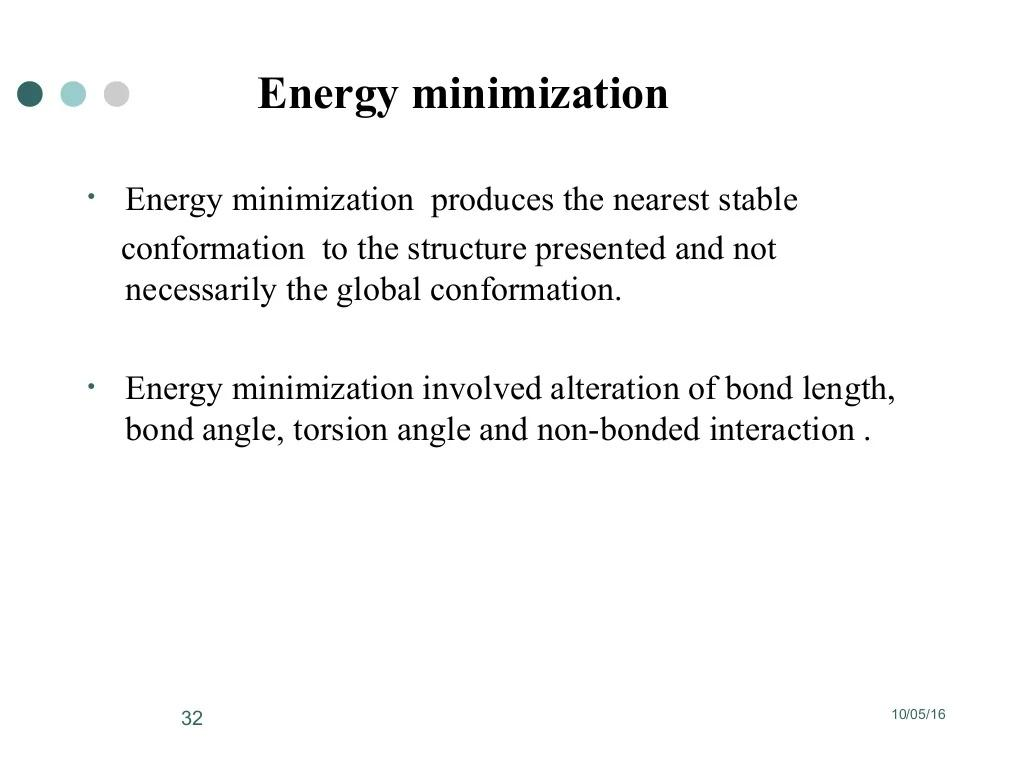 Energy minimization
• Energy minimization produces the nearest stable
conformation to the structure presented and not
necessarily the global conformation.
• Energy minimization involved alteration of bond length,
bond angle, torsion angle and non-bonded interaction .
32
10/05/16